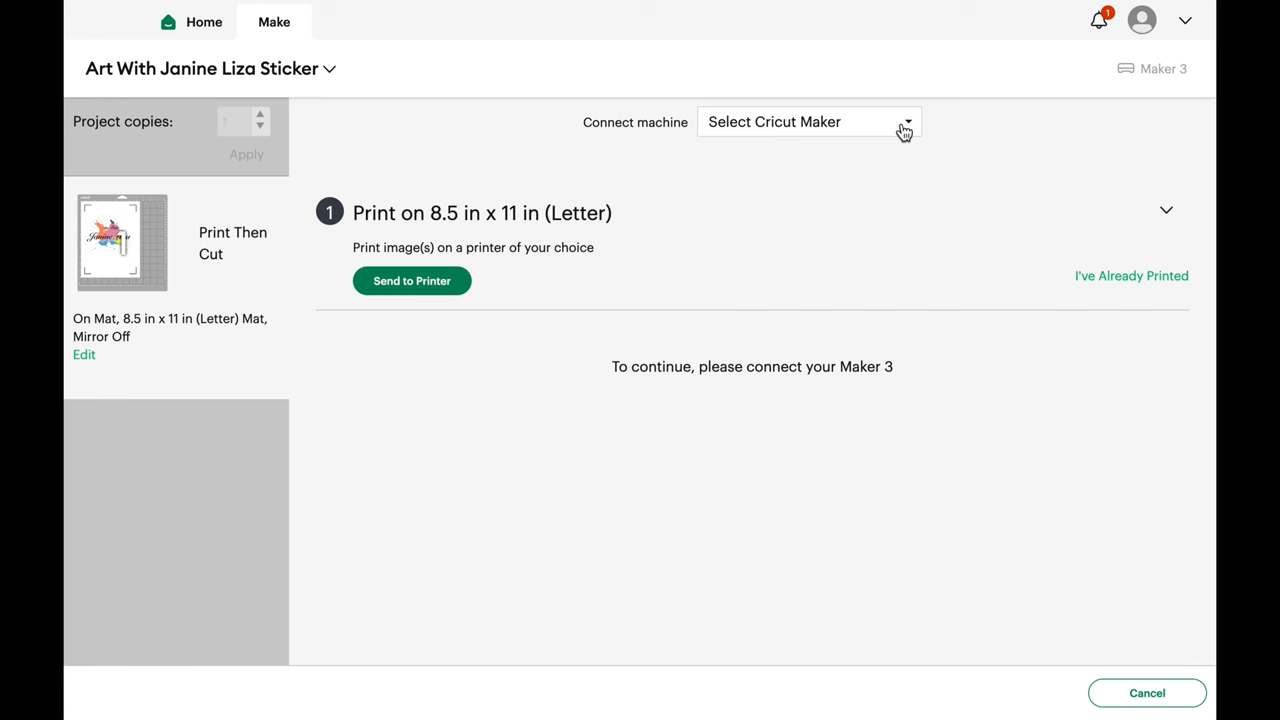 Home
Make
1
Art With Janine Liza Sticker
Maker 3
Project copies:
1
Apply
Connect machine
Select Cricut Maker
Print Then
Cut
On Mat, 8.5 in x 11 in (Letter) Mat,
Mirror Off
Edit
1
Print on 8.5 in x 11 in (Letter)
Print image(s) on a printer of your choice
Send to Printer
I've Already Printed
To continue, please connect your Maker 3
Cancel